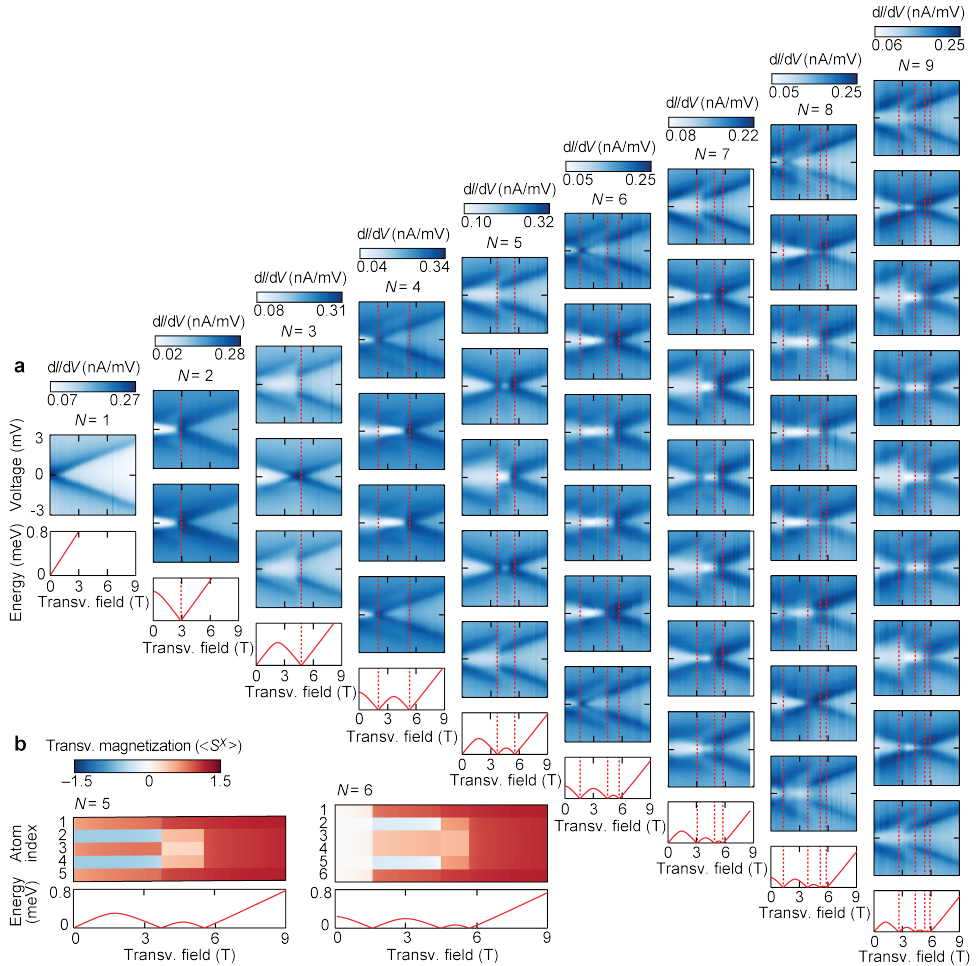 a
dI/dV (nA/mV)
0.07 0.27
N = 1
Voltage (mV)
3
0
-3
Energy (meV)
0.8
0
0 3 6 9
Transv. field (T)
dI/dV (nA/mV)
0.02 0.28
N = 2
0 3 6 9
Transv. field (T)
dI/dV (nA/mV)
0.08 0.31
N = 3
0 3 6 9
Transv. field (T)
dI/dV (nA/mV)
0.04 0.34
N = 4
0 3 6 9
Transv. field (T)
dI/dV (nA/mV)
0.10 0.32
N = 5
0 3 6 9
Transv. field (T)
dI/dV (nA/mV)
0.05 0.25
N = 6
0 3 6 9
Transv. field (T)
dI/dV (nA/mV)
0.08 0.22
N = 7
0 3 6 9
Transv. field (T)
dI/dV (nA/mV)
0.05 0.25
N = 8
0 3 6 9
Transv. field (T)
dI/dV (nA/mV)
0.06 0.25
N = 9
0 3 6 9
Transv. field (T)
b
Transv. magnetization (<S^X>)
−1.5 0 1.5
N = 5
Atom
index
1
2
3
4
5
Energy
(meV)
0.8
0
0 3 6 9
Transv. field (T)
N = 6
1
2
3
4
5
6
0 3 6 9
Transv. field (T)